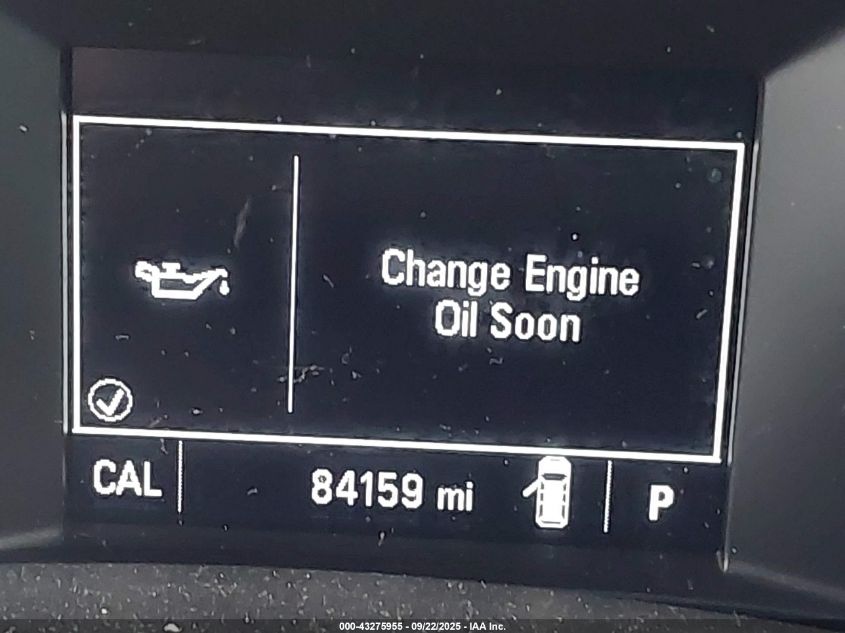 Change Engine
Oil Soon
CAL 84159 mi P
000-43275955 - 09/22/2025 - IAA Inc.